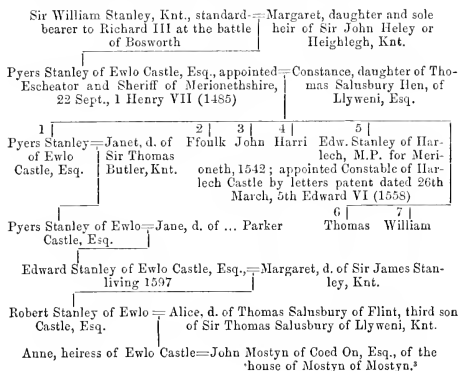 Sir William Stanley, Knt., standard-=Margaret, daughter and sole
bearer to Richard III at the battle heir of Sir John Heley or
of Bosworth Heighlegh, Knt.
Pyers Stanley of Ewlo Castle, Esq., appointed=Constance, daughter of Tho-
Escheator and Sheriff of Merionethshire, mas Salusbury Hen, of
22 Sept., 1 Henry VII (1485) Llyweni, Esq.
1 2 3 4 5
Pyers Stanley=Janet, d. of Ffoulk John Harri Edw. Stanley of Har-
of Ewlo Sir Thomas lech, M.P. for Meri-
Castle, Esq. Butler, Knt. oneth, 1542; appointed Constable of Har-
lech Castle by letters patent dated 26th
March, 5th Edward VI (1558)
6 7
Pyers Stanley of Ewlo=Jane, d. of ... Parker Thomas William
Castle, Esq.
Edward Stanley of Ewlo Castle, Esq.,=Margaret, d. of Sir James Stan-
living 1597 ley, Knt.
Robert Stanley of Ewlo=Alice, d. of Thomas Salusbury of Flint, third son
Castle, Esq. of Sir Thomas Salusbury of Llyweni, Knt.
Anne, heiress of Ewlo Castle=John Mostyn of Coed On, Esq., of the
house of Mostyn of Mostyn.³